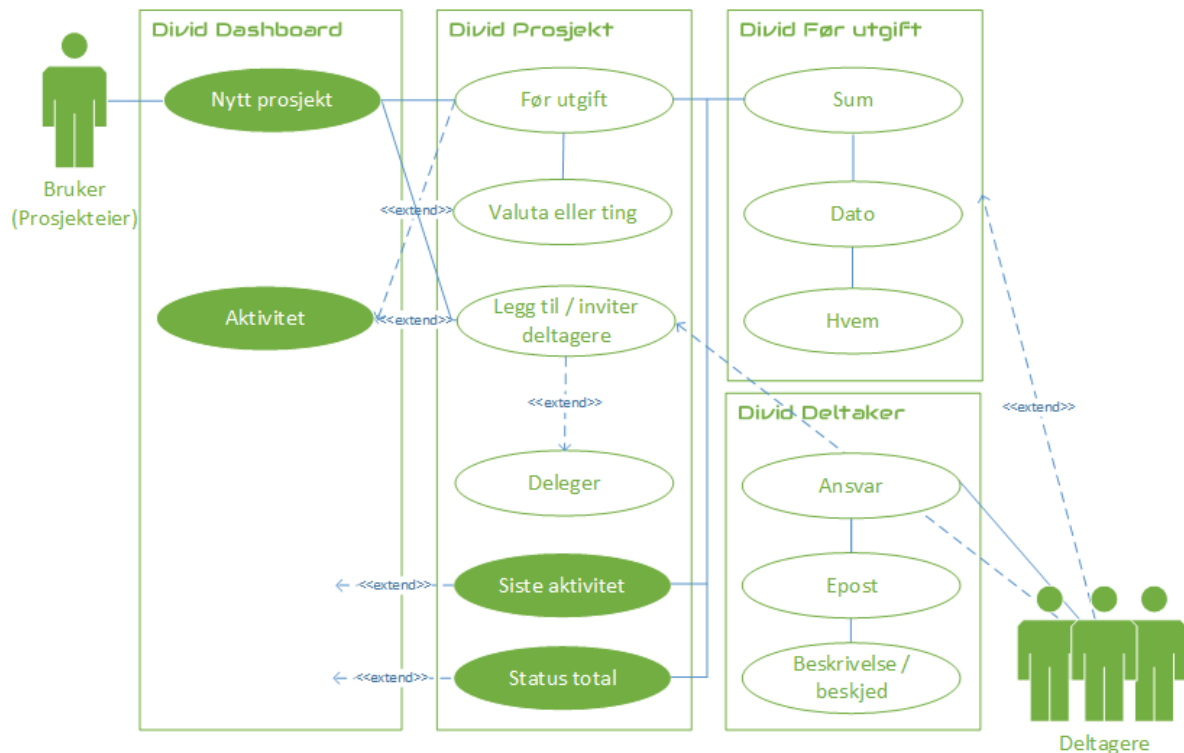 Divid Dashboard
Nytt prosjekt
Aktivitet
Bruker
(Prosjekteier)
Divid Prosjekt
Før utgift
<<extend>>
Valuta eller ting
<<extend>>
Legg til / inviter
deltagere
<<extend>>
Deleger
<<extend>>
Siste aktivitet
<<extend>>
Status total
Divid Før utgift
Sum
Dato
Hvem
<<extend>>
Divid Deltaker
Ansvar
Epost
Beskrivelse /
beskjed
Deltagere